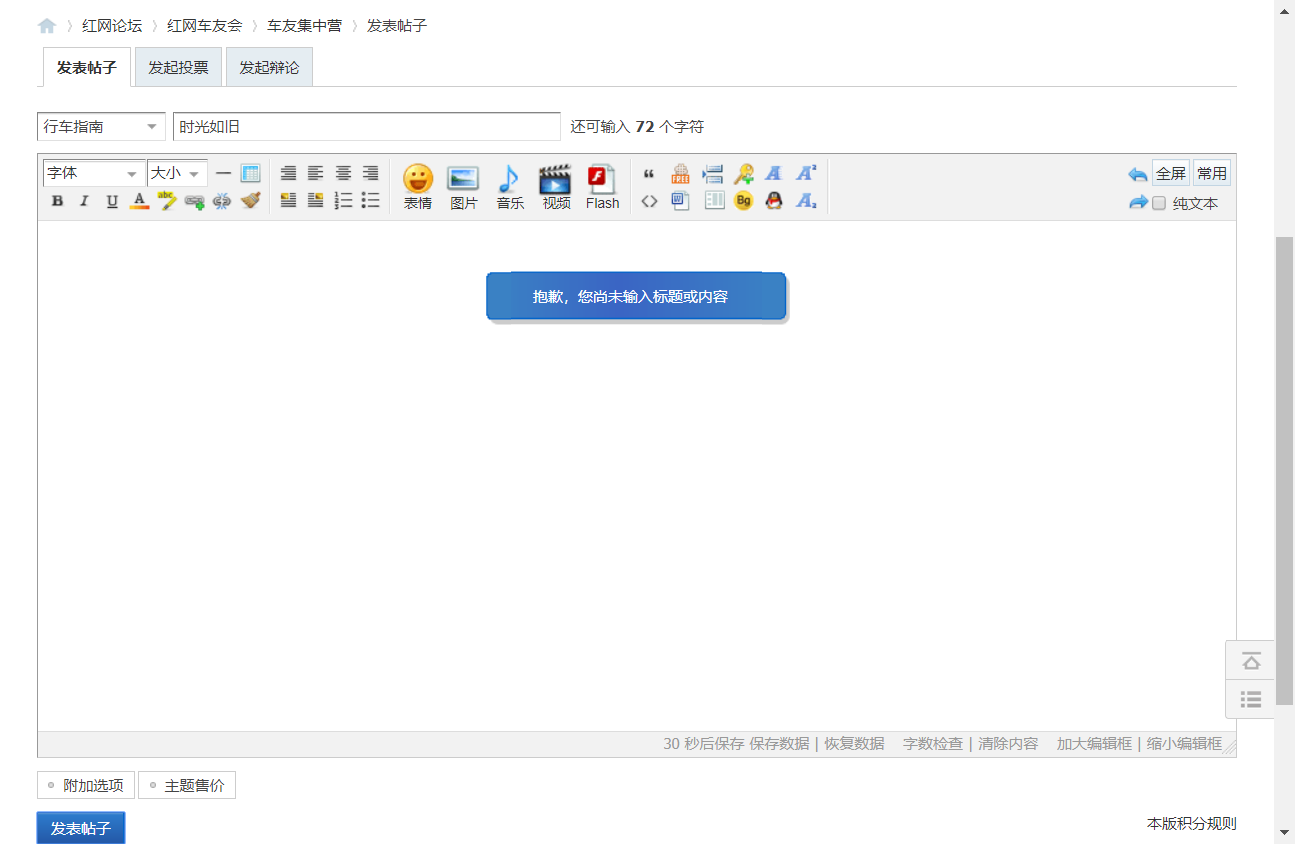 红网论坛 〉 红网车友会 〉 车友集中营 〉 发表帖子
发表帖子 发起投票 发起辩论
行车指南 时光如旧 还可输入 72 个字符
字体 大小 全屏 常用
B I U A abc FREE A A² W Bg A A₂ 纯文本
表情 图片 音乐 视频 Flash
抱歉，您尚未输入标题或内容
30 秒后保存 保存数据 | 恢复数据 字数检查 | 清除内容 加大编辑框 | 缩小编辑框
附加选项 主题售价
发表帖子 本版积分规则